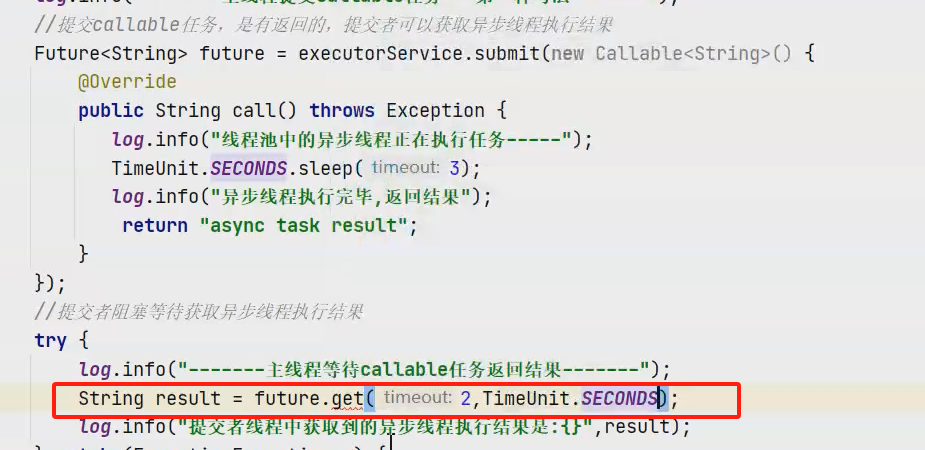 //提交callable任务，是有返回的，提交者可以获取异步线程执行结果
Future<String> future = executorService.submit(new Callable<String>() {
@Override
public String call() throws Exception {
log.info("线程池中的异步线程正在执行任务-----");
TimeUnit.SECONDS.sleep( timeout: 3);
log.info("异步线程执行完毕,返回结果");
return "async task result";
}
});
//提交者阻塞等待获取异步线程执行结果
try {
log.info("-------主线程等待callable任务返回结果-------");
String result = future.get( timeout: 2,TimeUnit.SECONDS);
log.info("提交者线程中获取到的异步线程执行结果是:{}",result);